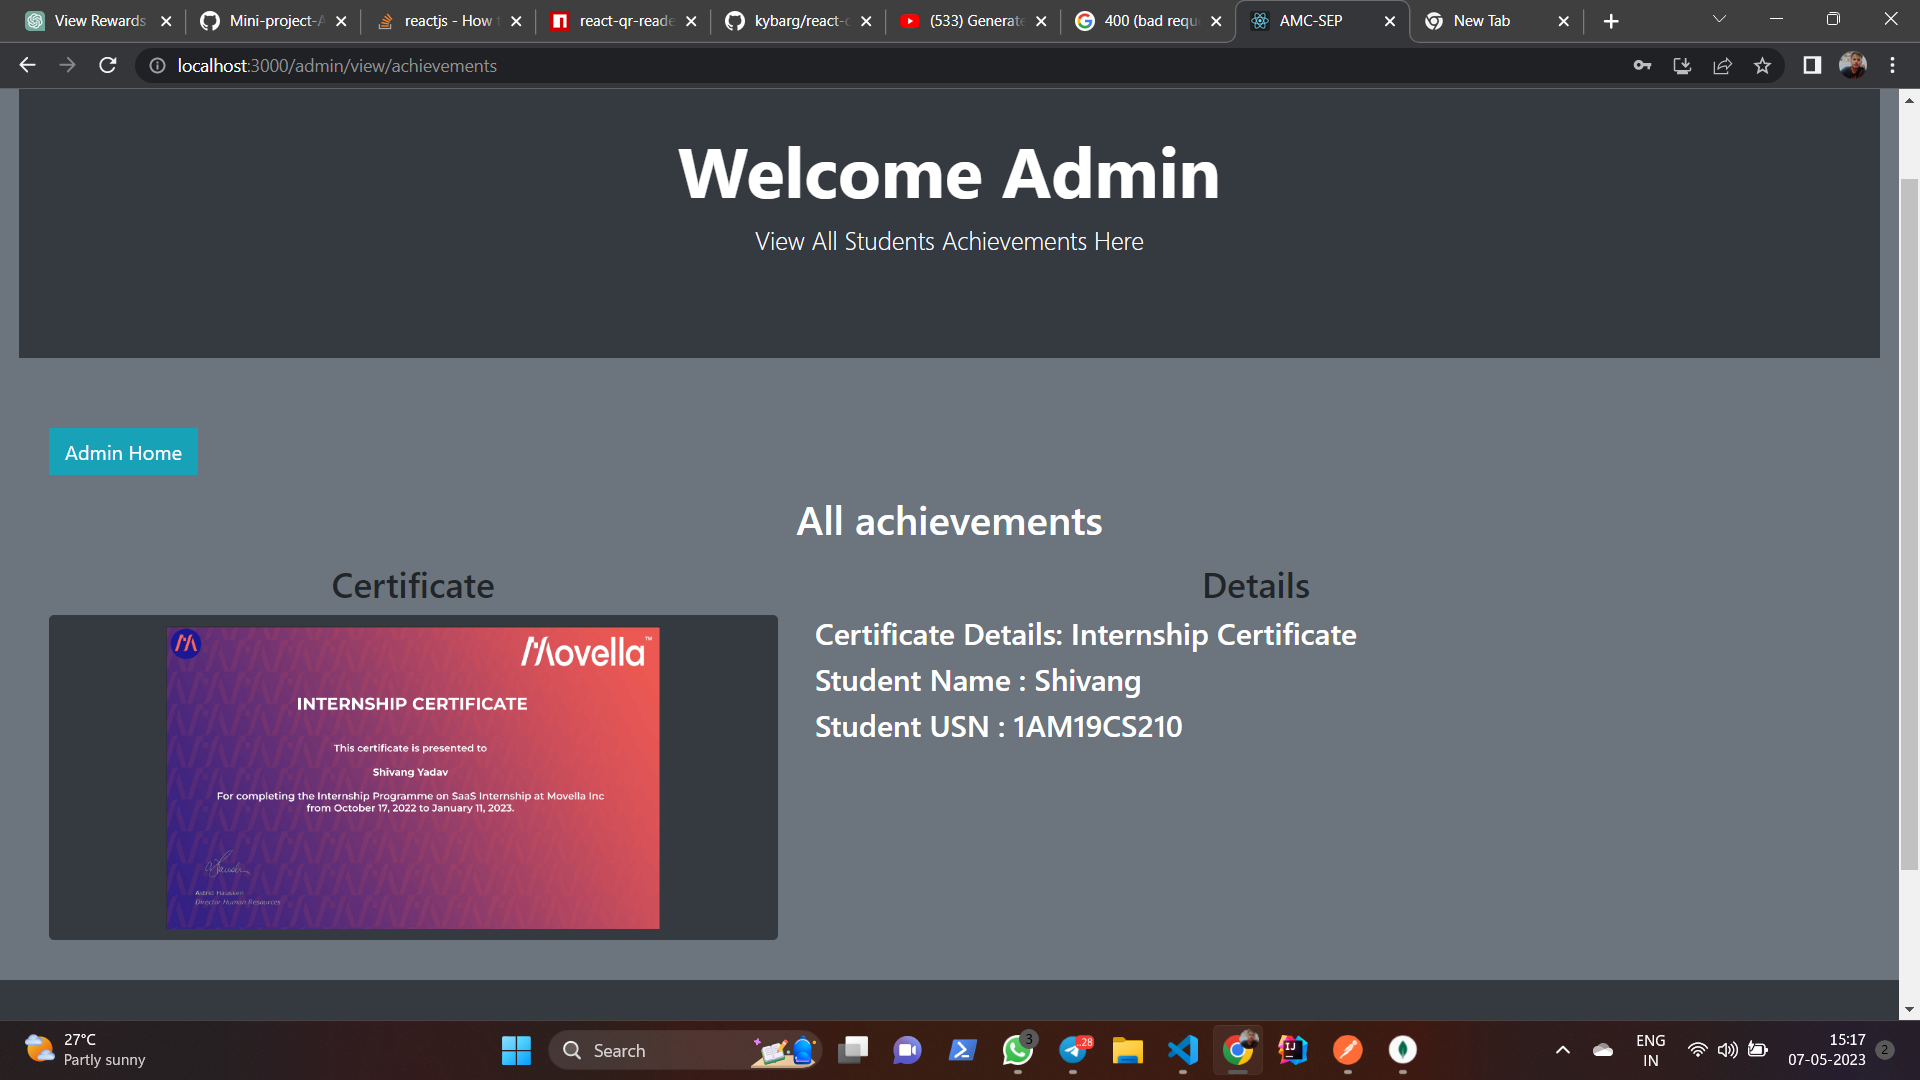 View Rewards
Mini-project-A
reactjs - How
react-qr-reade
kybarg/react-
(533) Generate
400 (bad requ
AMC-SEP
New Tab
localhost:3000/admin/view/achievements
Welcome Admin
View All Students Achievements Here
Admin Home
All achievements
Certificate
Details
Movella™
INTERNSHIP CERTIFICATE
This certificate is presented to
Shivang Yadav
For completing the Internship Programme on SaaS Internship at Movella Inc
from October 17, 2022 to January 11, 2023.
Director Human Resources
Certificate Details: Internship Certificate
Student Name : Shivang
Student USN : 1AM19CS210
27°C
Partly sunny
Search
3
..28
IJ
ENG
IN
15:17
07-05-2023
2